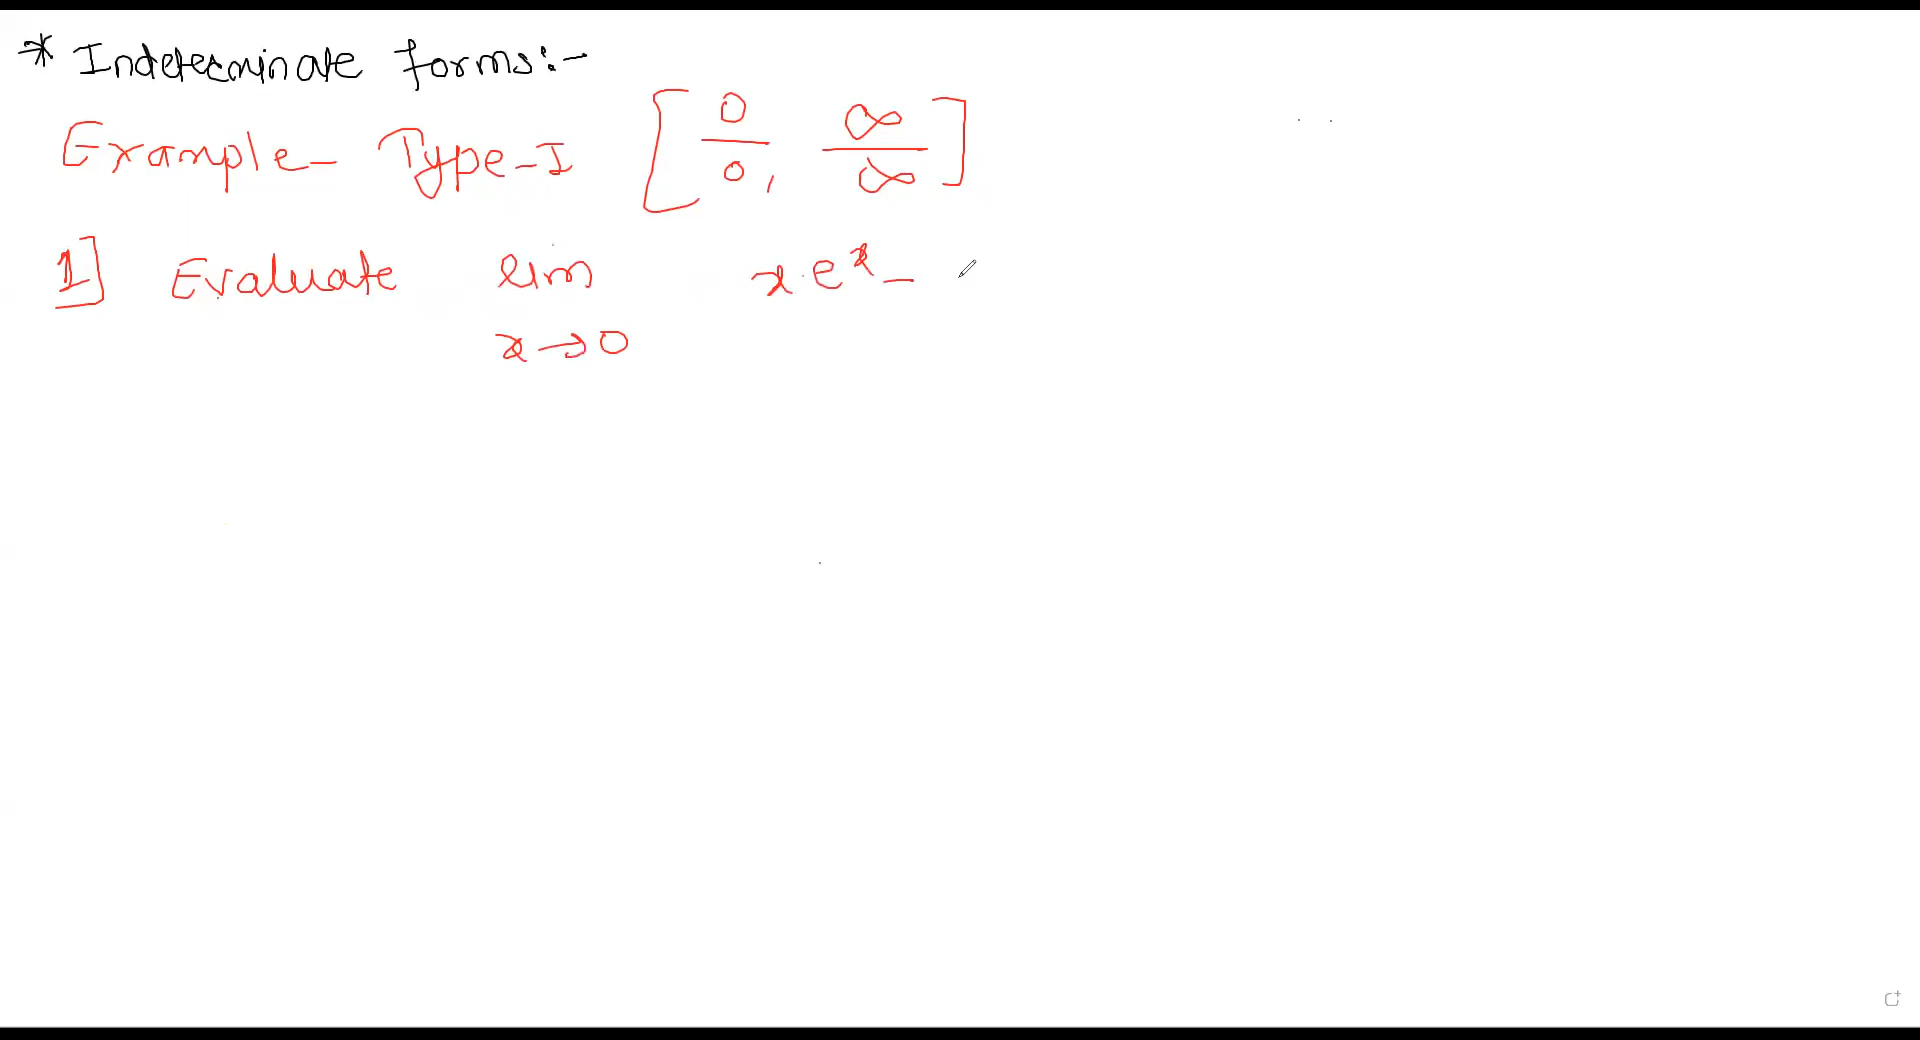 * Indeterminate forms:-
Example- Type-I [0/0, ∞/∞]
1] Evaluate lim x→0 x.e^x -